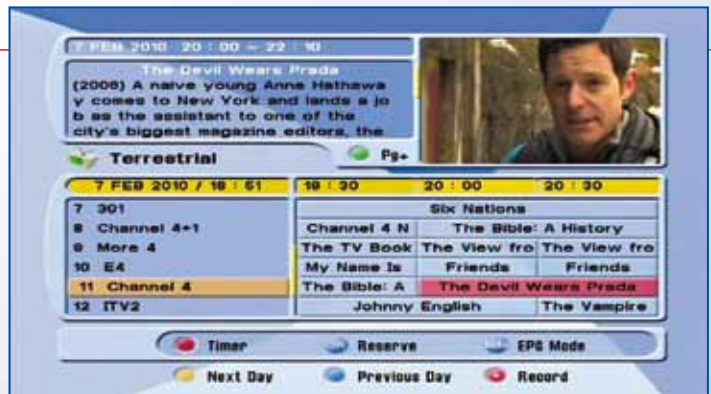 7 FEB 2010 20 : 00 ~ 22 : 10
The Devil Wears Prada
(2006) A naive young Anne Hathawa
y comes to New York and lands a jo
b as the assistant to one of the
city's biggest magazine editors, the
Terrestrial Pg+
7 FEB 2010 / 18 : 51 19 : 30 20 : 00 20 : 30
7 301 Six Nations
8 Channel 4+1 Channel 4 N The Bible: A History
9 More 4 The TV Book The View fro The View fro
10 E4 My Name Is Friends Friends
11 Channel 4 The Bible: A The Devil Wears Prada
12 ITV2 Johnny English The Vampire
Timer Reserve EPG Mode
Next Day Previous Day Record